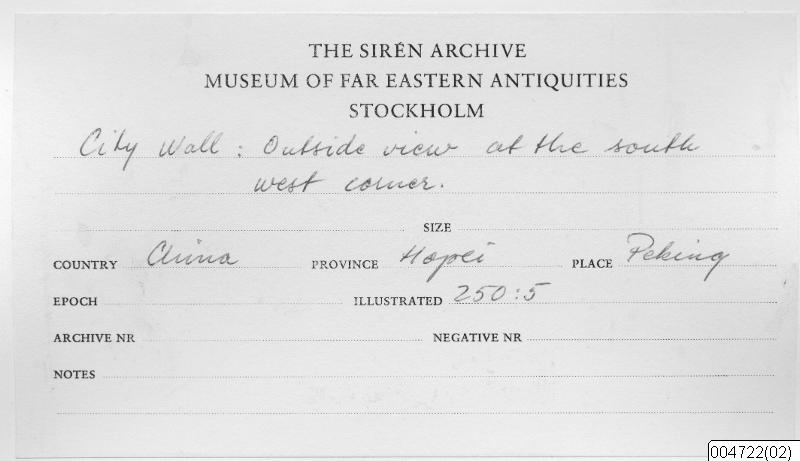 THE SIRÉN ARCHIVE
MUSEUM OF FAR EASTERN ANTIQUITIES
STOCKHOLM
City Wall : Outside view at the south
west corner.
SIZE
COUNTRY China PROVINCE Hopei PLACE Peking
EPOCH ILLUSTRATED 250:5
ARCHIVE NR NEGATIVE NR
NOTES
004722(02)